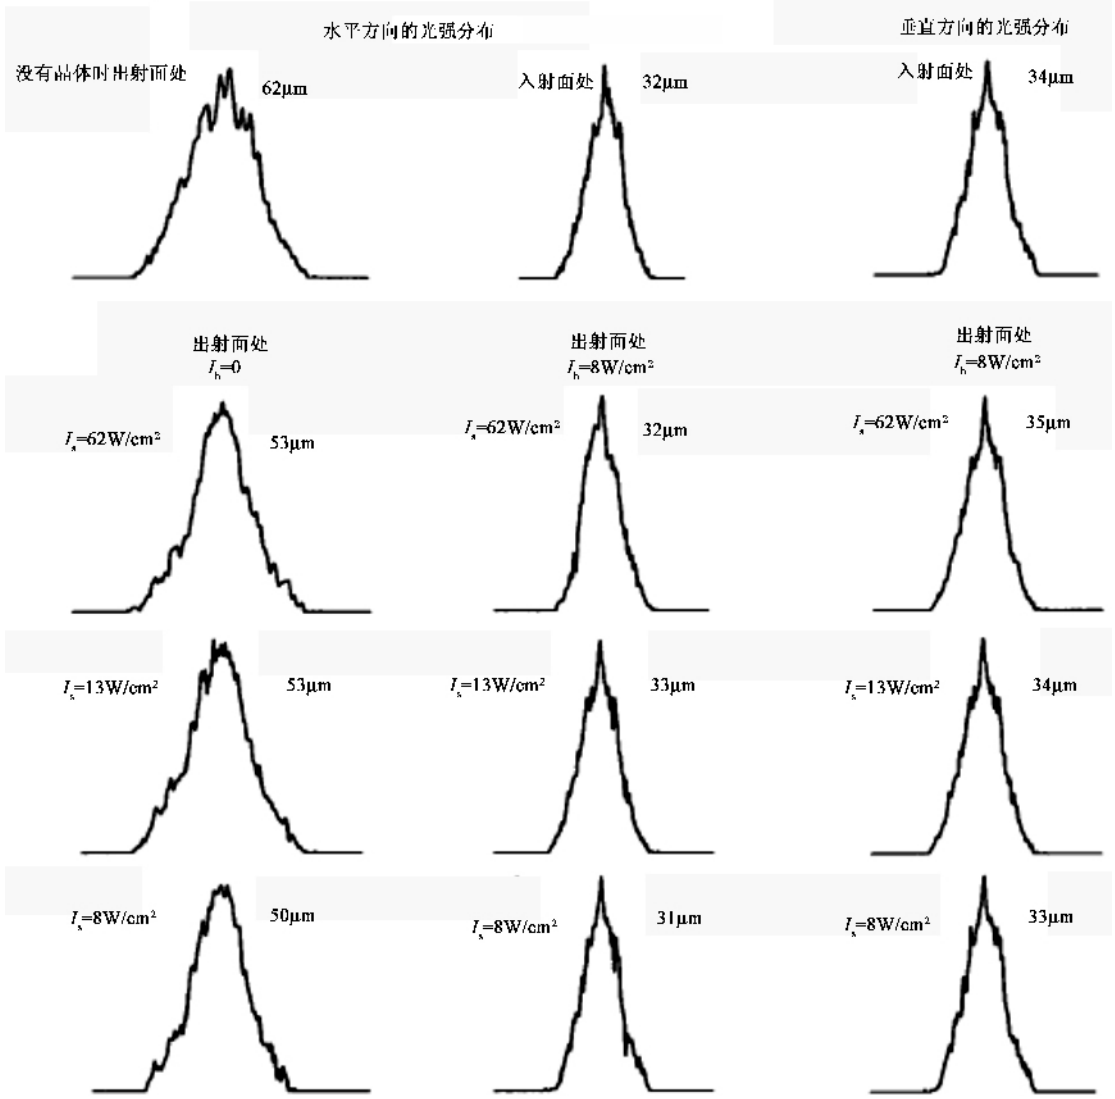 水平方向的光强分布
垂直方向的光强分布
没有晶体时出射面处
62μm
入射面处
32μm
入射面处
34μm
出射面处
I_b=0
出射面处
I_b=8W/cm²
出射面处
I_b=8W/cm²
I_s=62W/cm²
53μm
I_s=62W/cm²
32μm
I_s=62W/cm²
35μm
I_s=13W/cm²
53μm
I_s=13W/cm²
33μm
I_s=13W/cm²
34μm
I_s=8W/cm²
50μm
I_s=8W/cm²
31μm
I_s=8W/cm²
33μm